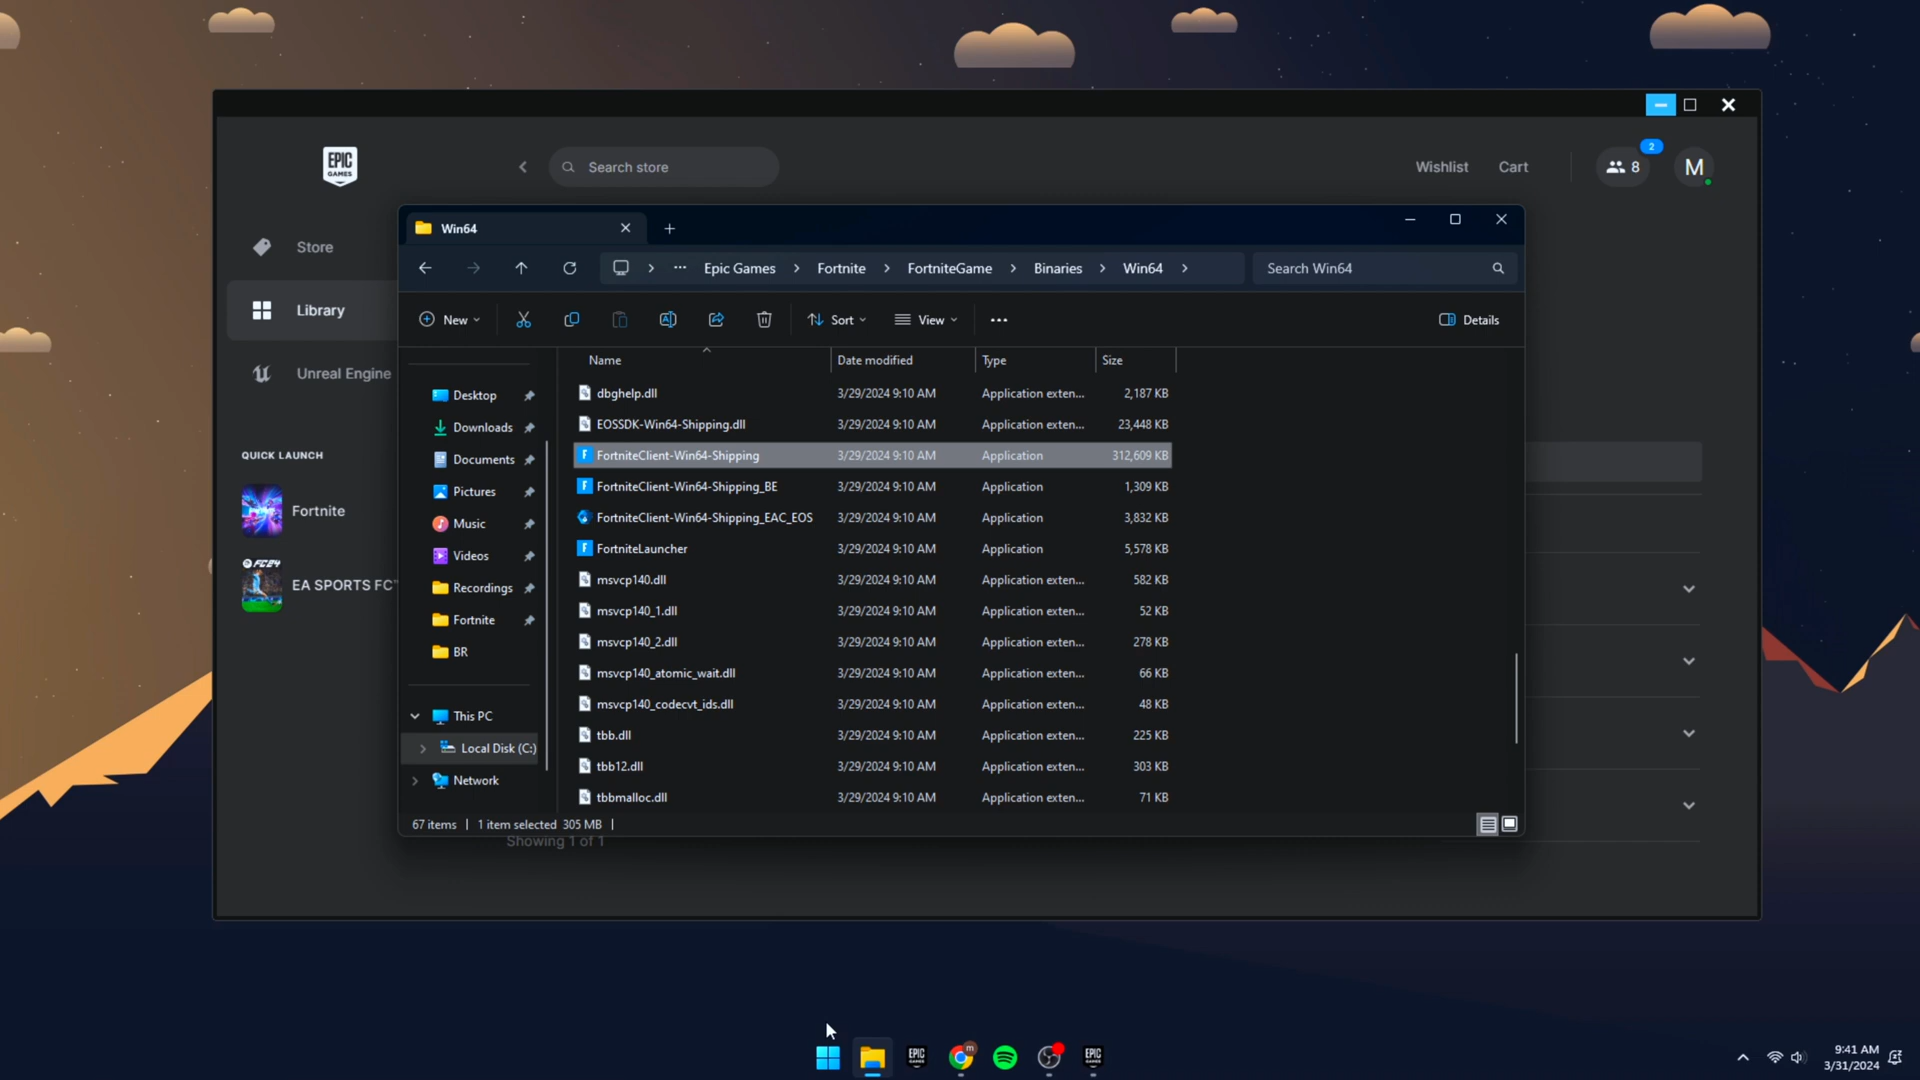 EPIC GAMES
Search store
Wishlist
Cart
2
8
M
Store
Library
Unreal Engine
QUICK LAUNCH
Fortnite
FC24
EA SPORTS FC™
Win64
Epic Games > Fortnite > FortniteGame > Binaries > Win64 >
Search Win64
New
Sort
View
Details
Desktop
Downloads
Documents
Pictures
Music
Videos
Recordings
Fortnite
BR
This PC
Local Disk (C:)
Network
Name Date modified Type Size
dbghelp.dll 3/29/2024 9:10 AM Application exten... 2,187 KB
EOSSDK-Win64-Shipping.dll 3/29/2024 9:10 AM Application exten... 23,448 KB
FortniteClient-Win64-Shipping 3/29/2024 9:10 AM Application 312,609 KB
FortniteClient-Win64-Shipping_BE 3/29/2024 9:10 AM Application 1,309 KB
FortniteClient-Win64-Shipping_EAC_EOS 3/29/2024 9:10 AM Application 3,832 KB
FortniteLauncher 3/29/2024 9:10 AM Application 5,578 KB
msvcp140.dll 3/29/2024 9:10 AM Application exten... 582 KB
msvcp140_1.dll 3/29/2024 9:10 AM Application exten... 52 KB
msvcp140_2.dll 3/29/2024 9:10 AM Application exten... 278 KB
msvcp140_atomic_wait.dll 3/29/2024 9:10 AM Application exten... 66 KB
msvcp140_codecvt_ids.dll 3/29/2024 9:10 AM Application exten... 48 KB
tbb.dll 3/29/2024 9:10 AM Application exten... 225 KB
tbb12.dll 3/29/2024 9:10 AM Application exten... 303 KB
tbbmalloc.dll 3/29/2024 9:10 AM Application exten... 71 KB
67 items | 1 item selected 305 MB |
Showing 1 of 1
EPIC GAMES
m
EPIC GAMES
9:41 AM
3/31/2024